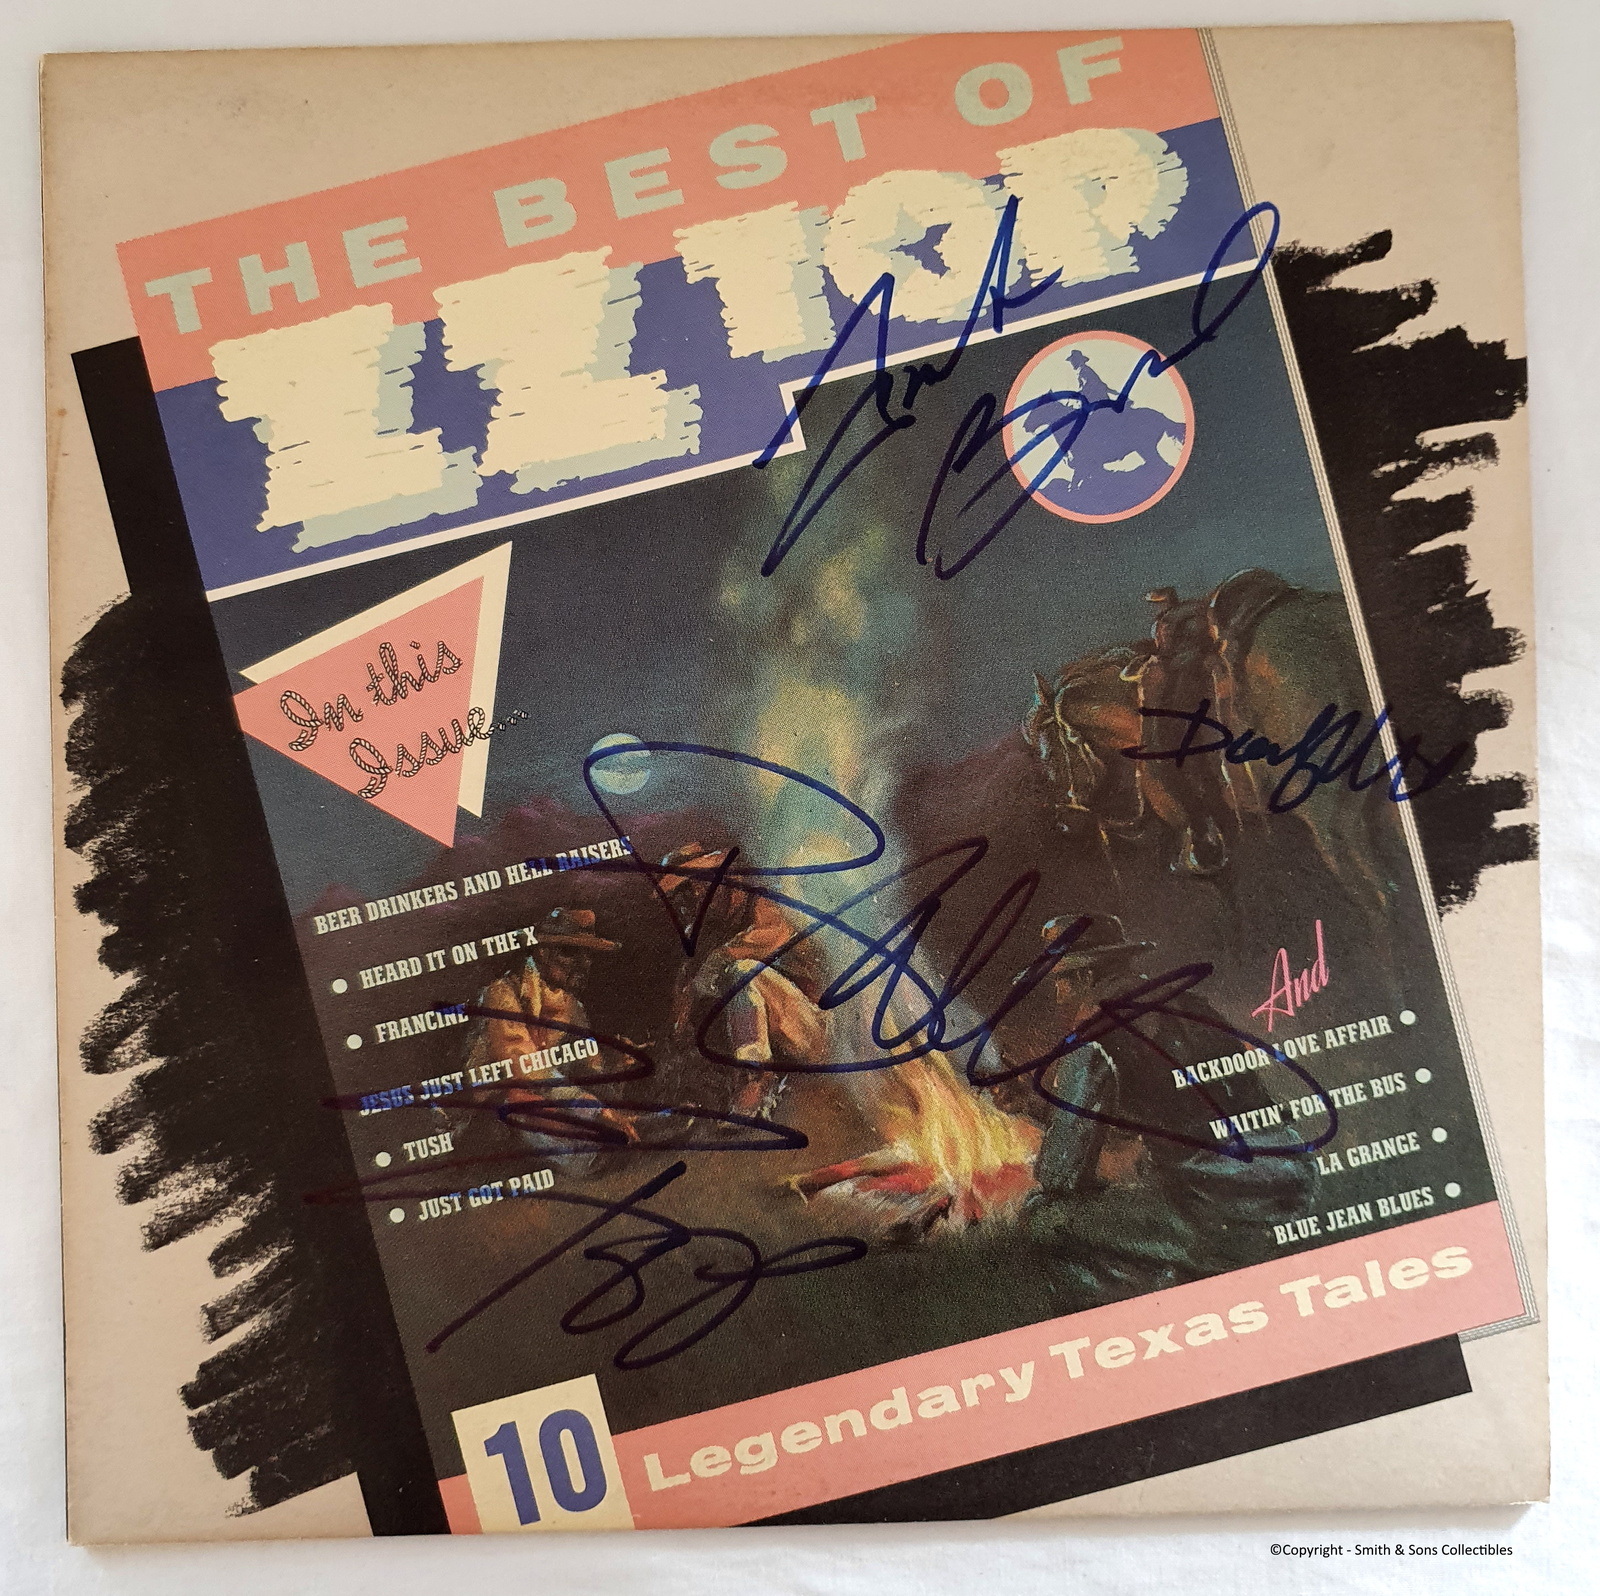 THE BEST OF
ZZ TOP
In this
Issue...
BEER DRINKERS AND HELL RAISERS
• HEARD IT ON THE X
• FRANCINE
JESUS JUST LEFT CHICAGO
• TUSH
• JUST GOT PAID
And
BACKDOOR LOVE AFFAIR •
WAITIN' FOR THE BUS •
LA GRANGE •
BLUE JEAN BLUES •
10 Legendary Texas Tales
©Copyright - Smith & Sons Collectibles